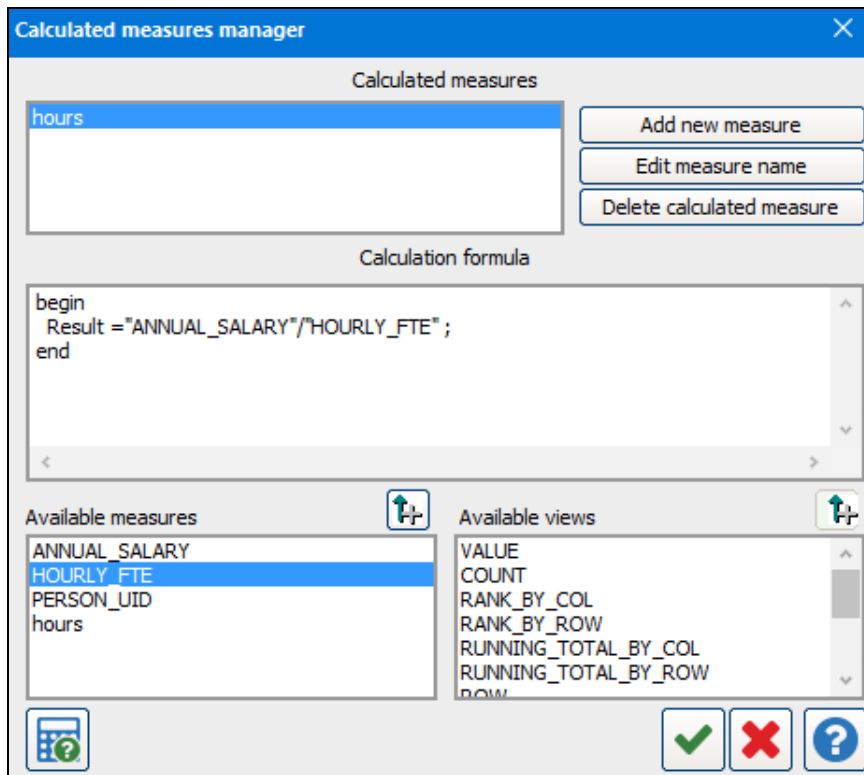 Calculated measures manager
Calculated measures
hours
Add new measure
Edit measure name
Delete calculated measure
Calculation formula
begin
Result ="ANNUAL_SALARY"/"HOURLY_FTE" ;
end
Available measures
Available views
ANNUAL_SALARY
HOURLY_FTE
PERSON_UID
hours
VALUE
COUNT
RANK_BY_COL
RANK_BY_ROW
RUNNING_TOTAL_BY_COL
RUNNING_TOTAL_BY_ROW
ROW